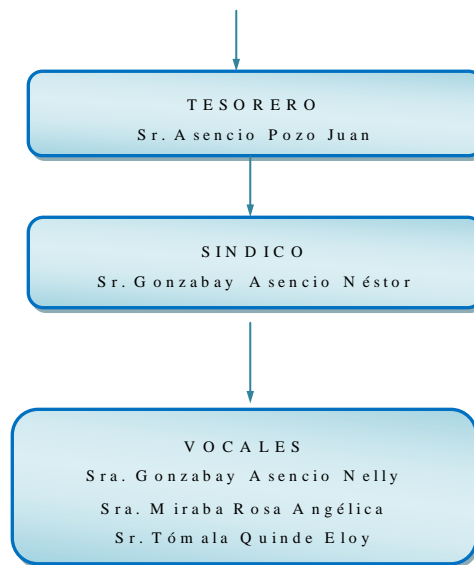 TESORERO
Sr. Asencio Pozo Juan
SINDICO
Sr. Gonzabay Asencio Néstor
VOCALES
Sra. Gonzabay Asencio Nelly
Sra. Miraba Rosa Angélica
Sr. Tómala Quinde Eloy